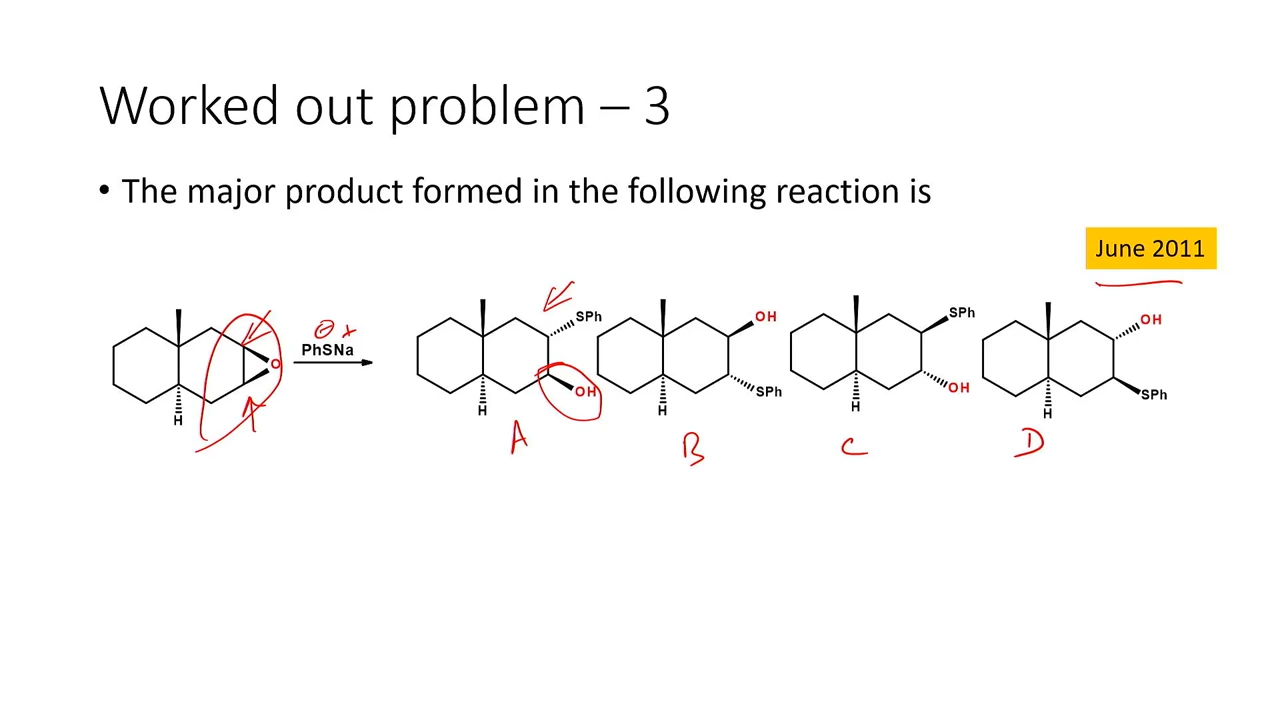 Worked out problem – 3
• The major product formed in the following reaction is
June 2011
⊖ +
PhSNa
O
H
SPh
OH
H
OH
SPh
H
SPh
OH
H
OH
SPh
H
A
B
C
D